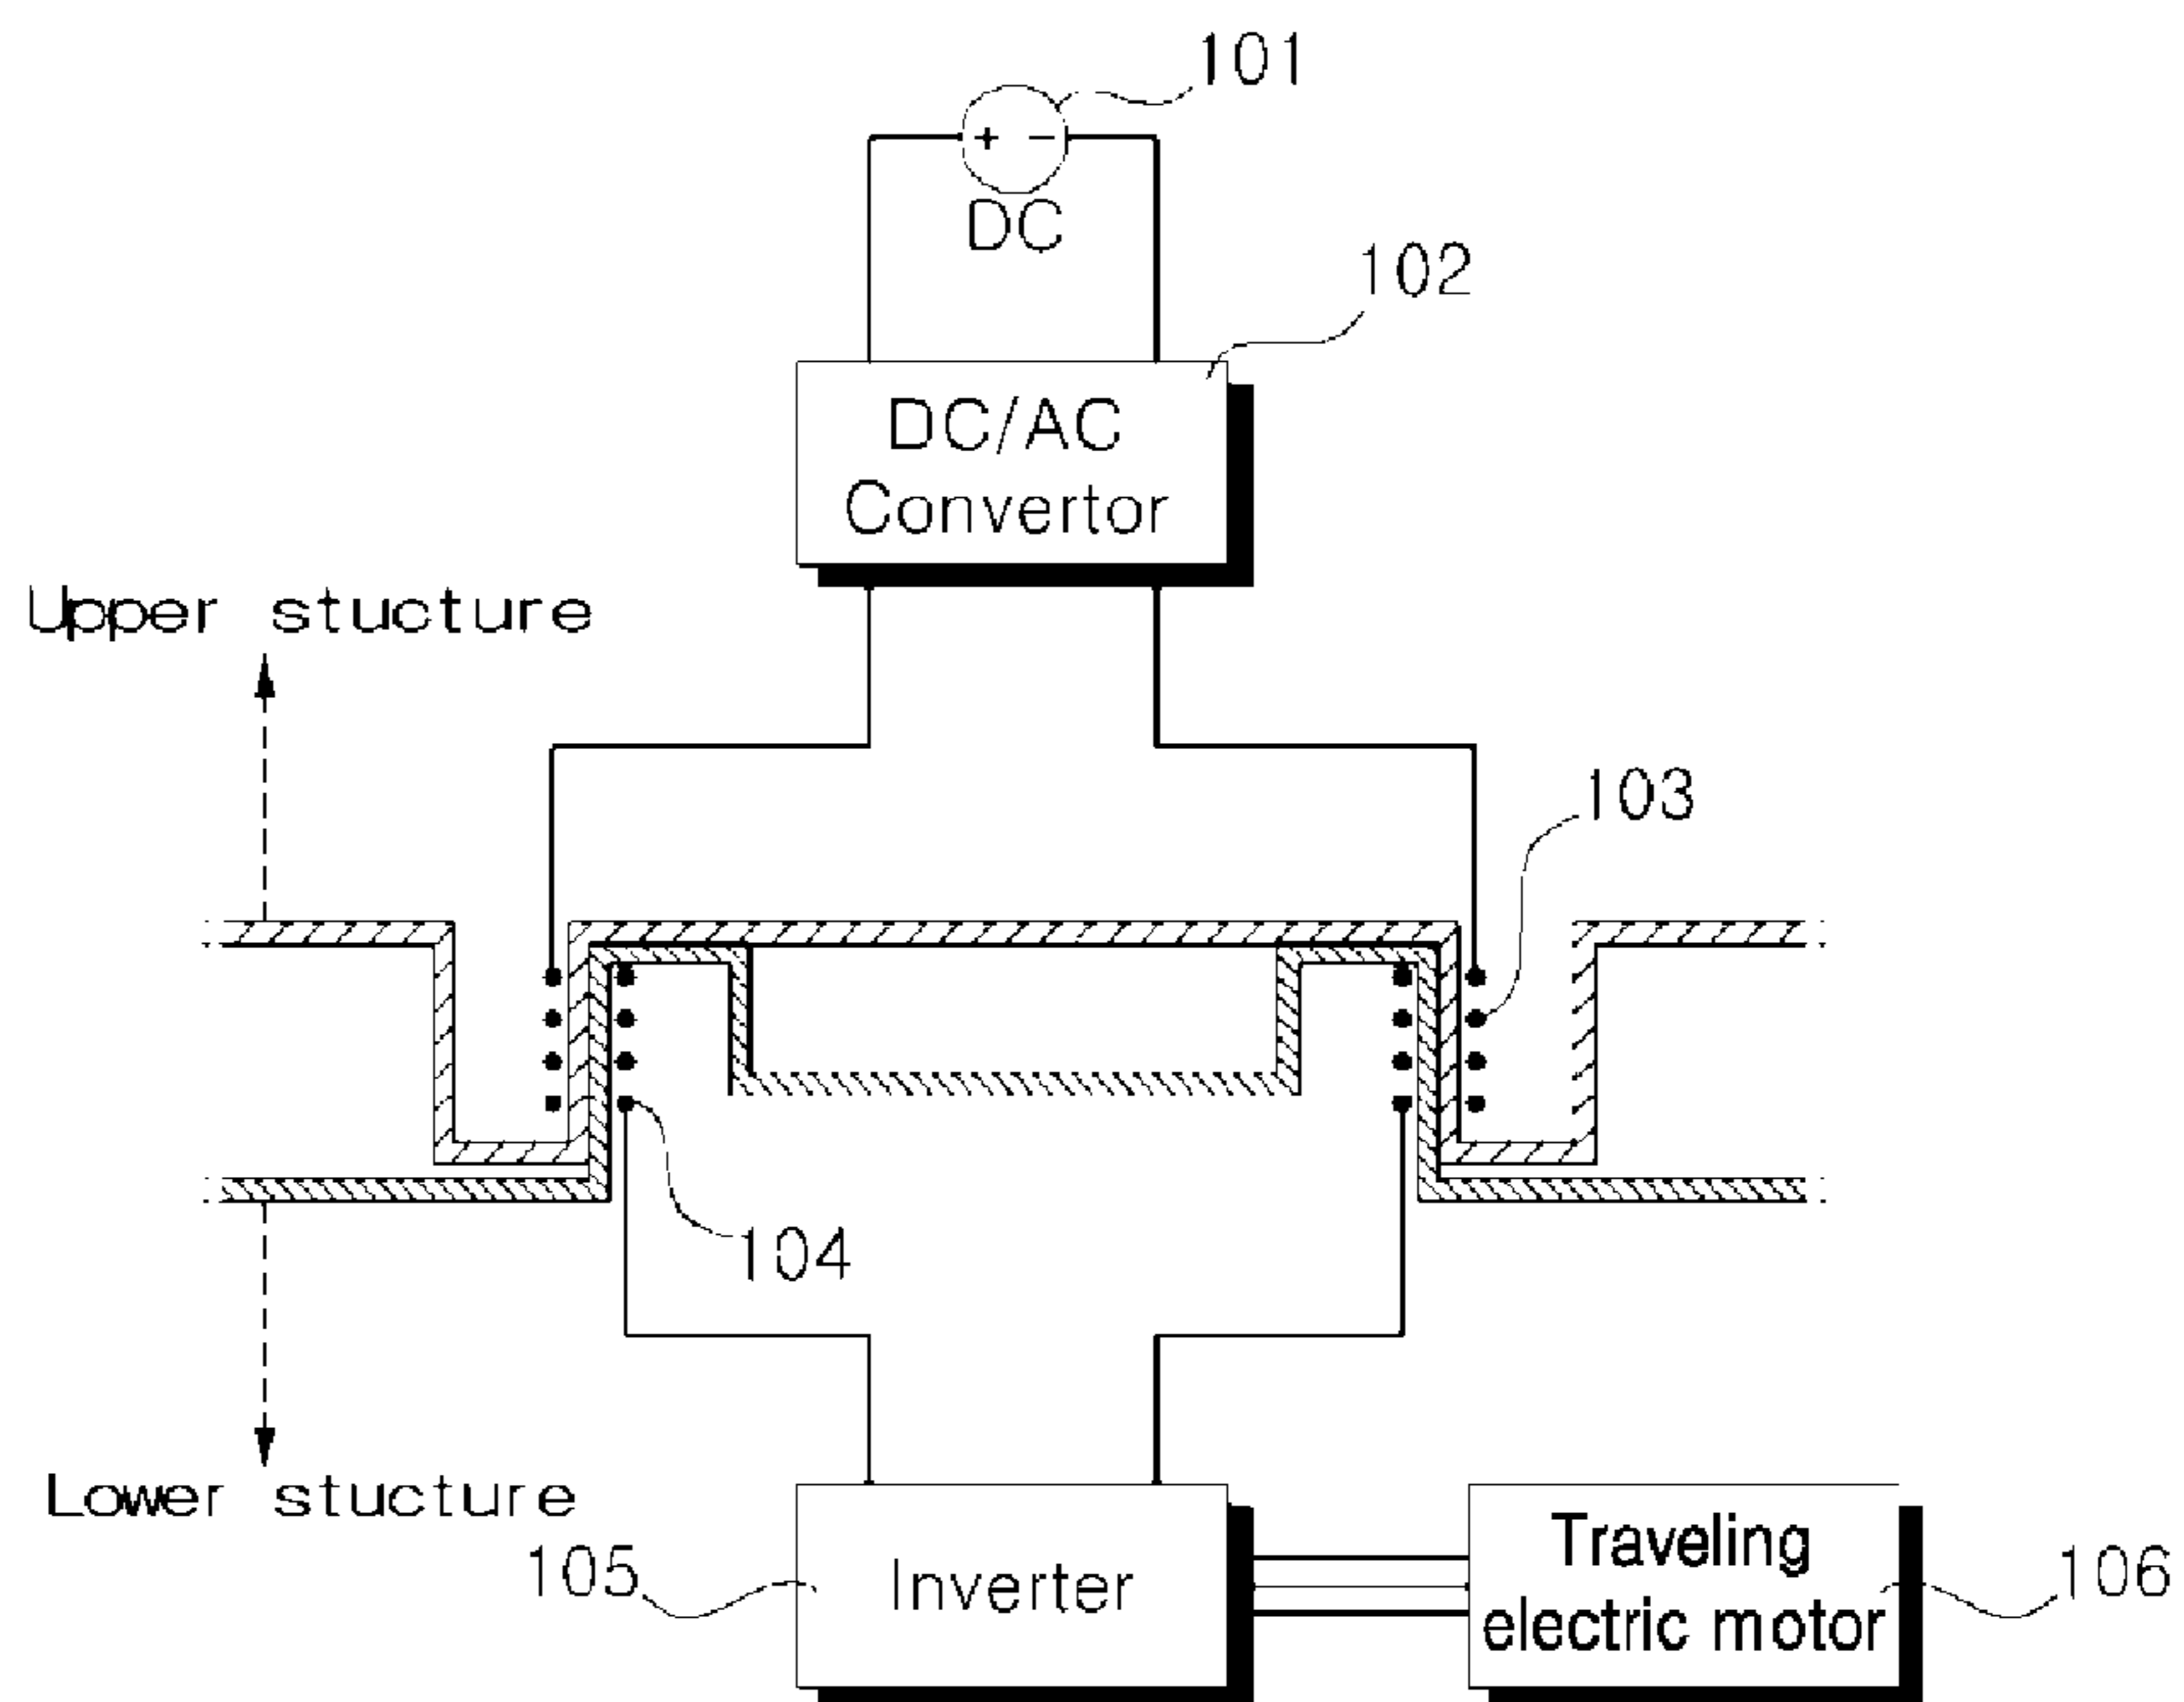 101
+ −
DC
102
DC/AC
Convertor
Upper stucture
103
104
Lower stucture
105
Inverter
Traveling
electric motor
106